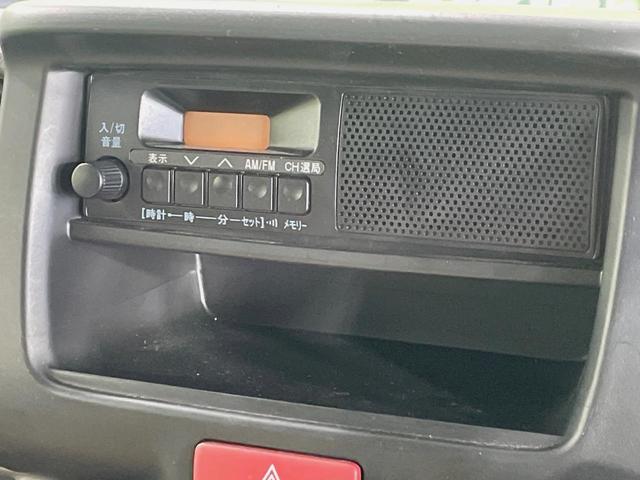 入/切
音量
表示 ∨ ∧ AM/FM CH選局
[時計 時 分 セット] メモリー